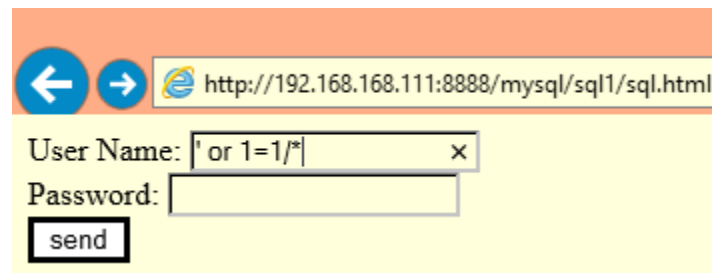 http://192.168.168.111:8888/mysql/sql1/sql.html
User Name: ' or 1=1/*
Password:
send